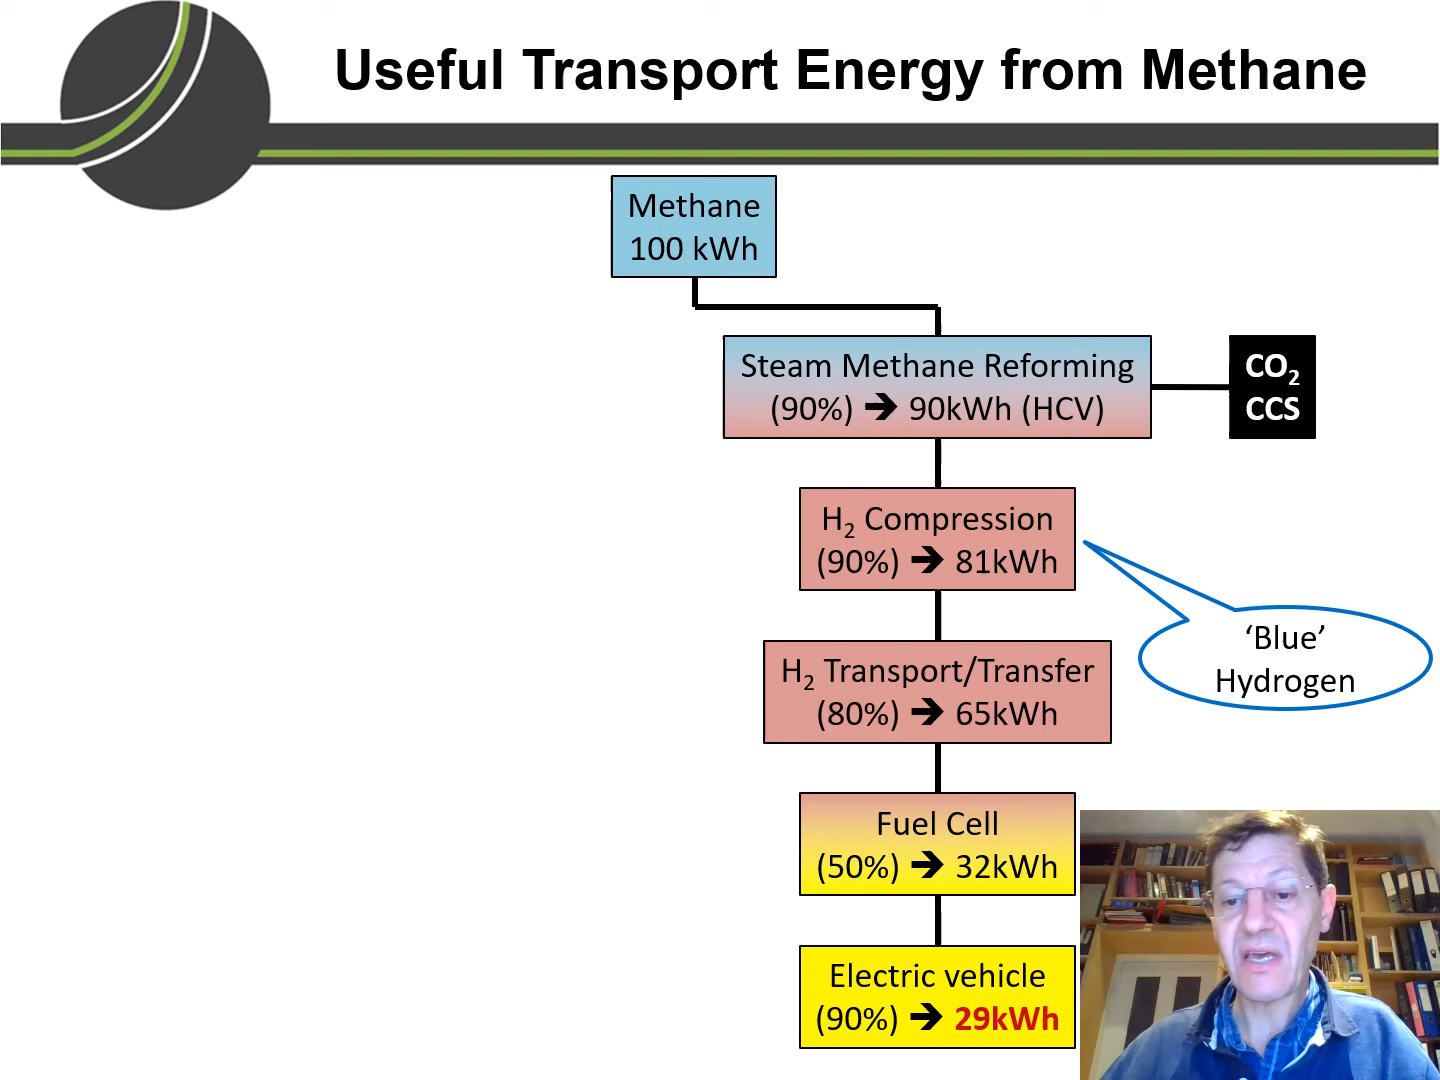 Useful Transport Energy from Methane
Methane
100 kWh
Steam Methane Reforming
(90%) ➔ 90kWh (HCV)
CO₂
CCS
H₂ Compression
(90%) ➔ 81kWh
‘Blue’
Hydrogen
H₂ Transport/Transfer
(80%) ➔ 65kWh
Fuel Cell
(50%) ➔ 32kWh
Electric vehicle
(90%) ➔ 29kWh